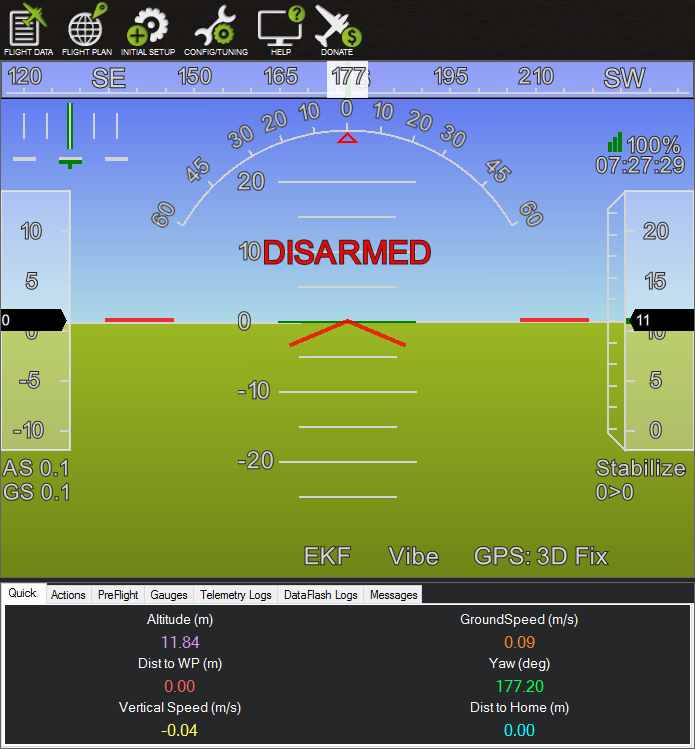 FLIGHT DATA FLIGHT PLAN INITIAL SETUP CONFIG/TUNING HELP DONATE
120 SE 150 165 177 195 210 SW
60 45 30 20 10 0 10 20 30 45 60
100%
07:27:29
20
10 DISARMED
0
-10
-20
10
5
0
0
-5
-10
20
15
11
10
5
0
AS 0.1
GS 0.1
Stabilize
0>0
EKF Vibe GPS: 3D Fix
Quick Actions PreFlight Gauges Telemetry Logs DataFlash Logs Messages
Altitude (m) GroundSpeed (m/s)
11.84 0.09
Dist to WP (m) Yaw (deg)
0.00 177.20
Vertical Speed (m/s) Dist to Home (m)
-0.04 0.00